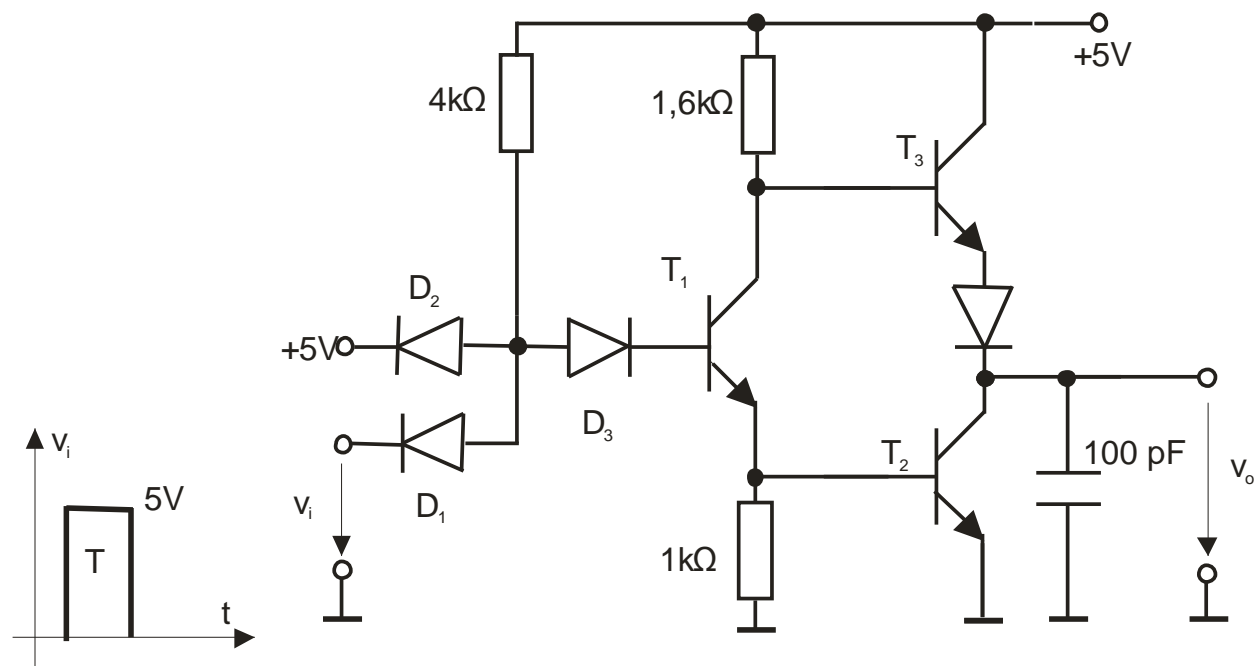 +5V
4kΩ
1,6kΩ
T₃
T₁
D₂
+5V
D₃
D₁
vᵢ
vᵢ
5V
T
t
T₂
100 pF
vₒ
1kΩ